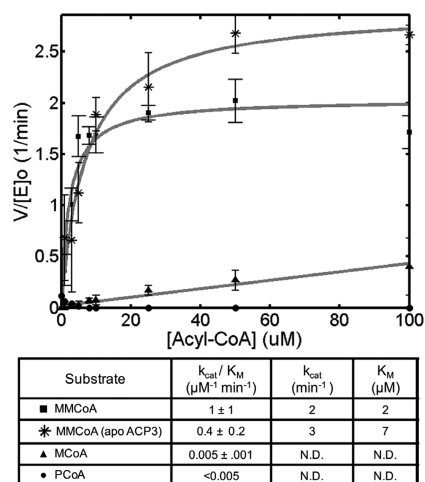 2.5
2
1.5
1
0.5
0
V/[E]o (1/min)
0 20 40 60 80 100
[Acyl-CoA] (uM)
Substrate kcat/ KM (µM-1 min-1) kcat (min-1) KM (µM)
MMCoA 1 ± 1 2 2
MMCoA (apo ACP3) 0.4 ± 0.2 3 7
MCoA 0.005 ± .001 N.D. N.D.
PCoA <0.005 N.D. N.D.